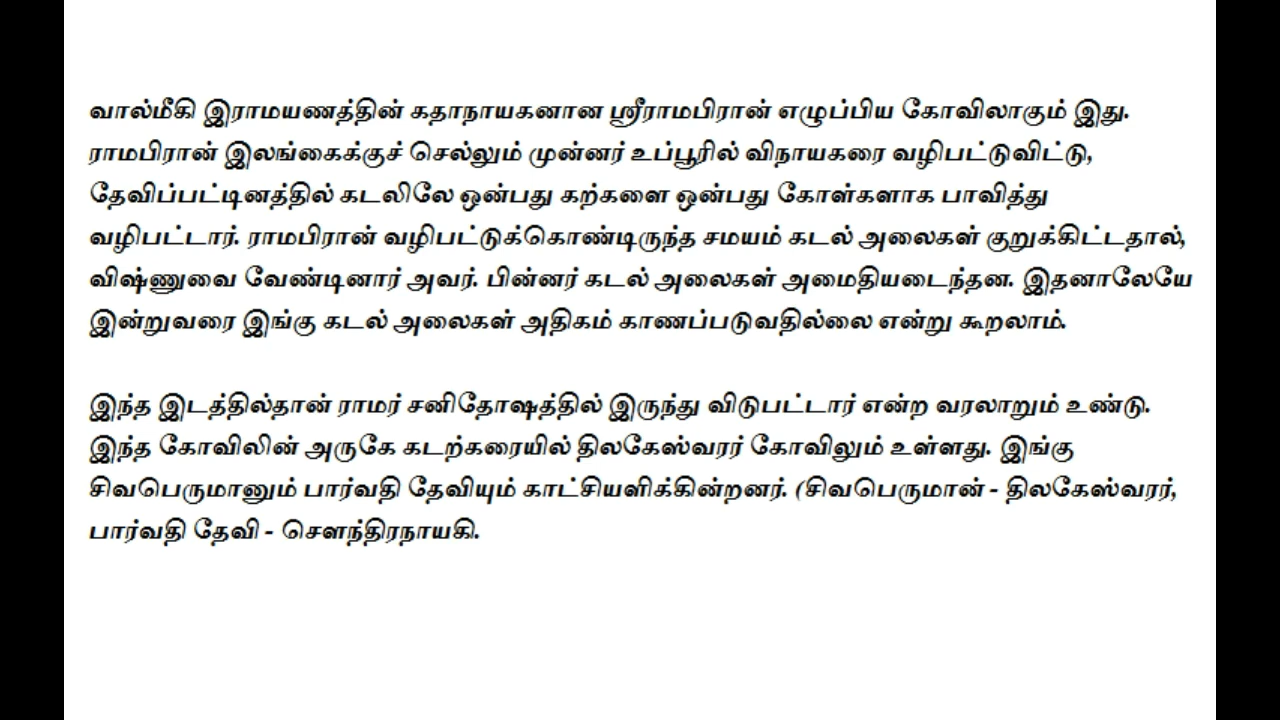 வால்மீகி இராமயணத்தின் கதாநாயகனான ஸ்ரீராமபிரான் எழுப்பிய கோவிலாகும் இது.
ராமபிரான் இலங்கைக்குச் செல்லும் முன்னர் உப்பூரில் விநாயகரை வழிபட்டுவிட்டு,
தேவிப்பட்டினத்தில் கடலிலே ஒன்பது கற்களை ஒன்பது கோள்களாக பாவித்து
வழிபட்டார். ராமபிரான் வழிபட்டுக்கொண்டிருந்த சமயம் கடல் அலைகள் குறுக்கிட்டதால்,
விஷ்ணுவை வேண்டினார் அவர். பின்னர் கடல் அலைகள் அமைதியடைந்தன. இதனாலேயே
இன்றுவரை இங்கு கடல் அலைகள் அதிகம் காணப்படுவதில்லை என்று கூறலாம்.
இந்த இடத்தில்தான் ராமர் சனிதோஷத்தில் இருந்து விடுபட்டார் என்ற வரலாறும் உண்டு.
இந்த கோவிலின் அருகே கடற்கரையில் திலகேஸ்வரர் கோவிலும் உள்ளது. இங்கு
சிவபெருமானும் பார்வதி தேவியும் காட்சியளிக்கின்றனர். (சிவபெருமான் - திலகேஸ்வரர்,
பார்வதி தேவி - சௌந்திரநாயகி.